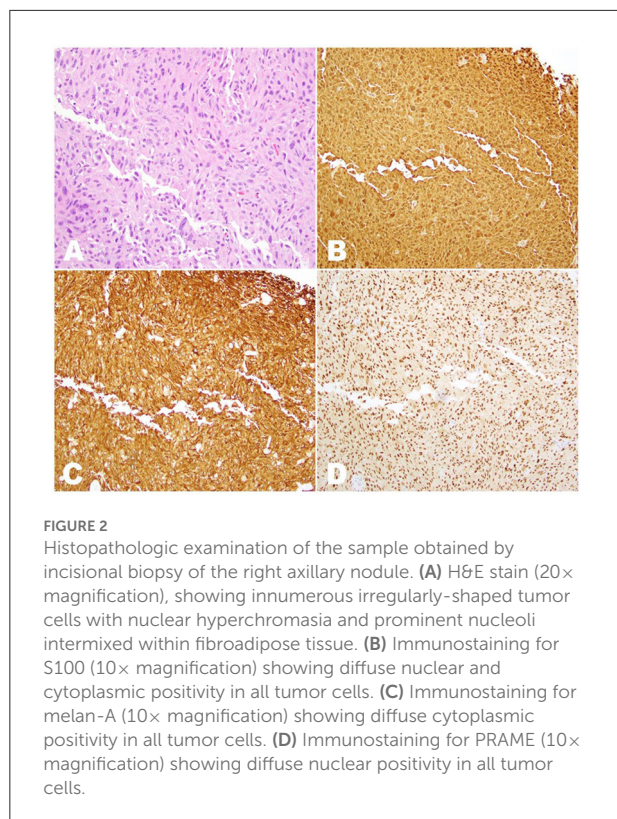 A
B
C
D
FIGURE 2
Histopathologic examination of the sample obtained by
incisional biopsy of the right axillary nodule. (A) H&E stain (20×
magnification), showing innumerous irregularly-shaped tumor
cells with nuclear hyperchromasia and prominent nucleoli
intermixed within fibroadipose tissue. (B) Immunostaining for
S100 (10× magnification) showing diffuse nuclear and
cytoplasmic positivity in all tumor cells. (C) Immunostaining for
melan-A (10× magnification) showing diffuse cytoplasmic
positivity in all tumor cells. (D) Immunostaining for PRAME (10×
magnification) showing diffuse nuclear positivity in all tumor
cells.